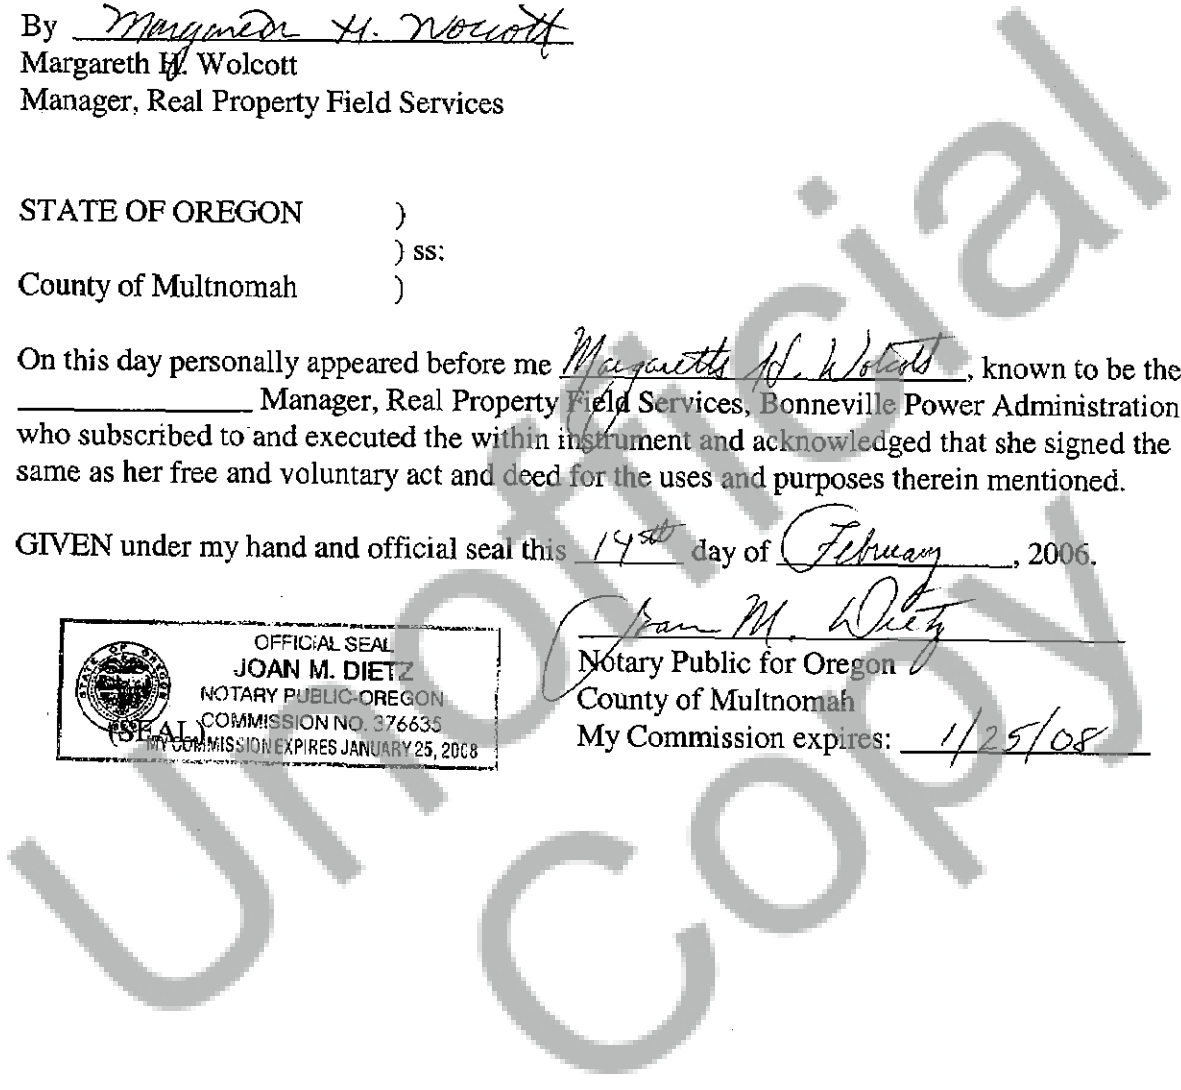 By Margareth H. Wolcott
Margareth H. Wolcott
Manager, Real Property Field Services
STATE OF OREGON )
) ss:
County of Multnomah )
On this day personally appeared before me Margareth H. Wolcott, known to be the
____________ Manager, Real Property Field Services, Bonneville Power Administration
who subscribed to and executed the within instrument and acknowledged that she signed the
same as her free and voluntary act and deed for the uses and purposes therein mentioned.
GIVEN under my hand and official seal this 14th day of February, 2006.
Joan M. Dietz
OFFICIAL SEAL
JOAN M. DIETZ
NOTARY PUBLIC-OREGON
COMMISSION NO. 376635
MY COMMISSION EXPIRES JANUARY 25, 2008
(SEAL)
Notary Public for Oregon
County of Multnomah
My Commission expires: 1/25/08
Unofficial
Copy